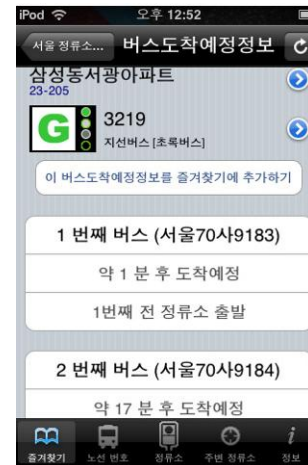 iPod 오후 12:52
서울 정류소... 버스도착예정정보
삼성동서광아파트
23-205
G 3219
지선버스 [초록버스]
이 버스도착예정정보를 즐겨찾기에 추가하기
1 번째 버스 (서울70사9183)
약 1 분 후 도착예정
1번째 전 정류소 출발
2 번째 버스 (서울70사9184)
약 17 분 후 도착예정
즐겨찾기 노선 번호 정류소 주변 정류소 정보